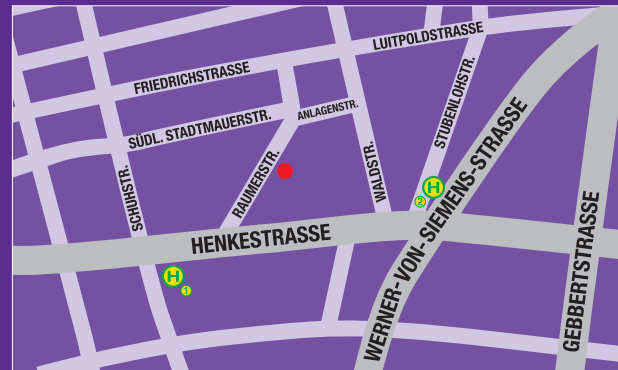 LUITPOLDSTRASSE
FRIEDRICHSTRASSE
STUBENLOHSTR.
ANLAGENSTR.
SÜDL. STADTMAUERSTR.
WERNER-VON-SIEMENS-STRASSE
RAUMERSTR.
WALDSTR.
SCHUHSTR.
H
2
HENKESTRASSE
GEBBERTSTRASSE
H
1